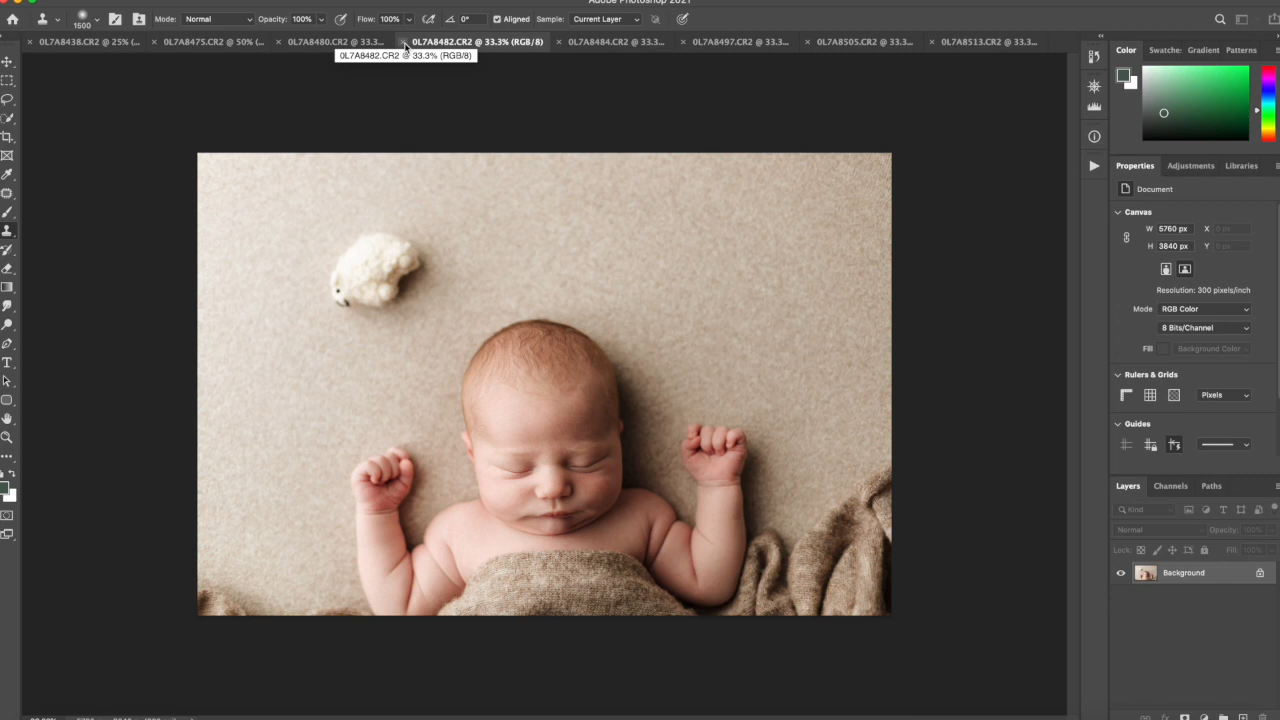 Adobe Photoshop 2021
1500 Mode: Normal Opacity: 100% Flow: 100% 0° Aligned Sample: Current Layer
× 0L7A8438.CR2 @ 25% (... × 0L7A8475.CR2 @ 50% (... × 0L7A8480.CR2 @ 33.3... × 0L7A8482.CR2 @ 33.3% (RGB/8) × 0L7A8484.CR2 @ 33.3... × 0L7A8497.CR2 @ 33.3... × 0L7A8505.CR2 @ 33.3... × 0L7A8513.CR2 @ 33.3...
0L7A8482.CR2 @ 33.3% (RGB/8)
Color Swatche: Gradient Patterns
Properties Adjustments Libraries
Document
Canvas
W 5760 px X 0 px
H 3840 px Y 0 px
Resolution: 300 pixels/inch
Mode RGB Color
8 Bits/Channel
Fill Background Color
Rulers & Grids
Pixels
Guides
Layers Channels Paths
Kind
Normal Opacity: 100%
Lock: Fill: 100%
Background